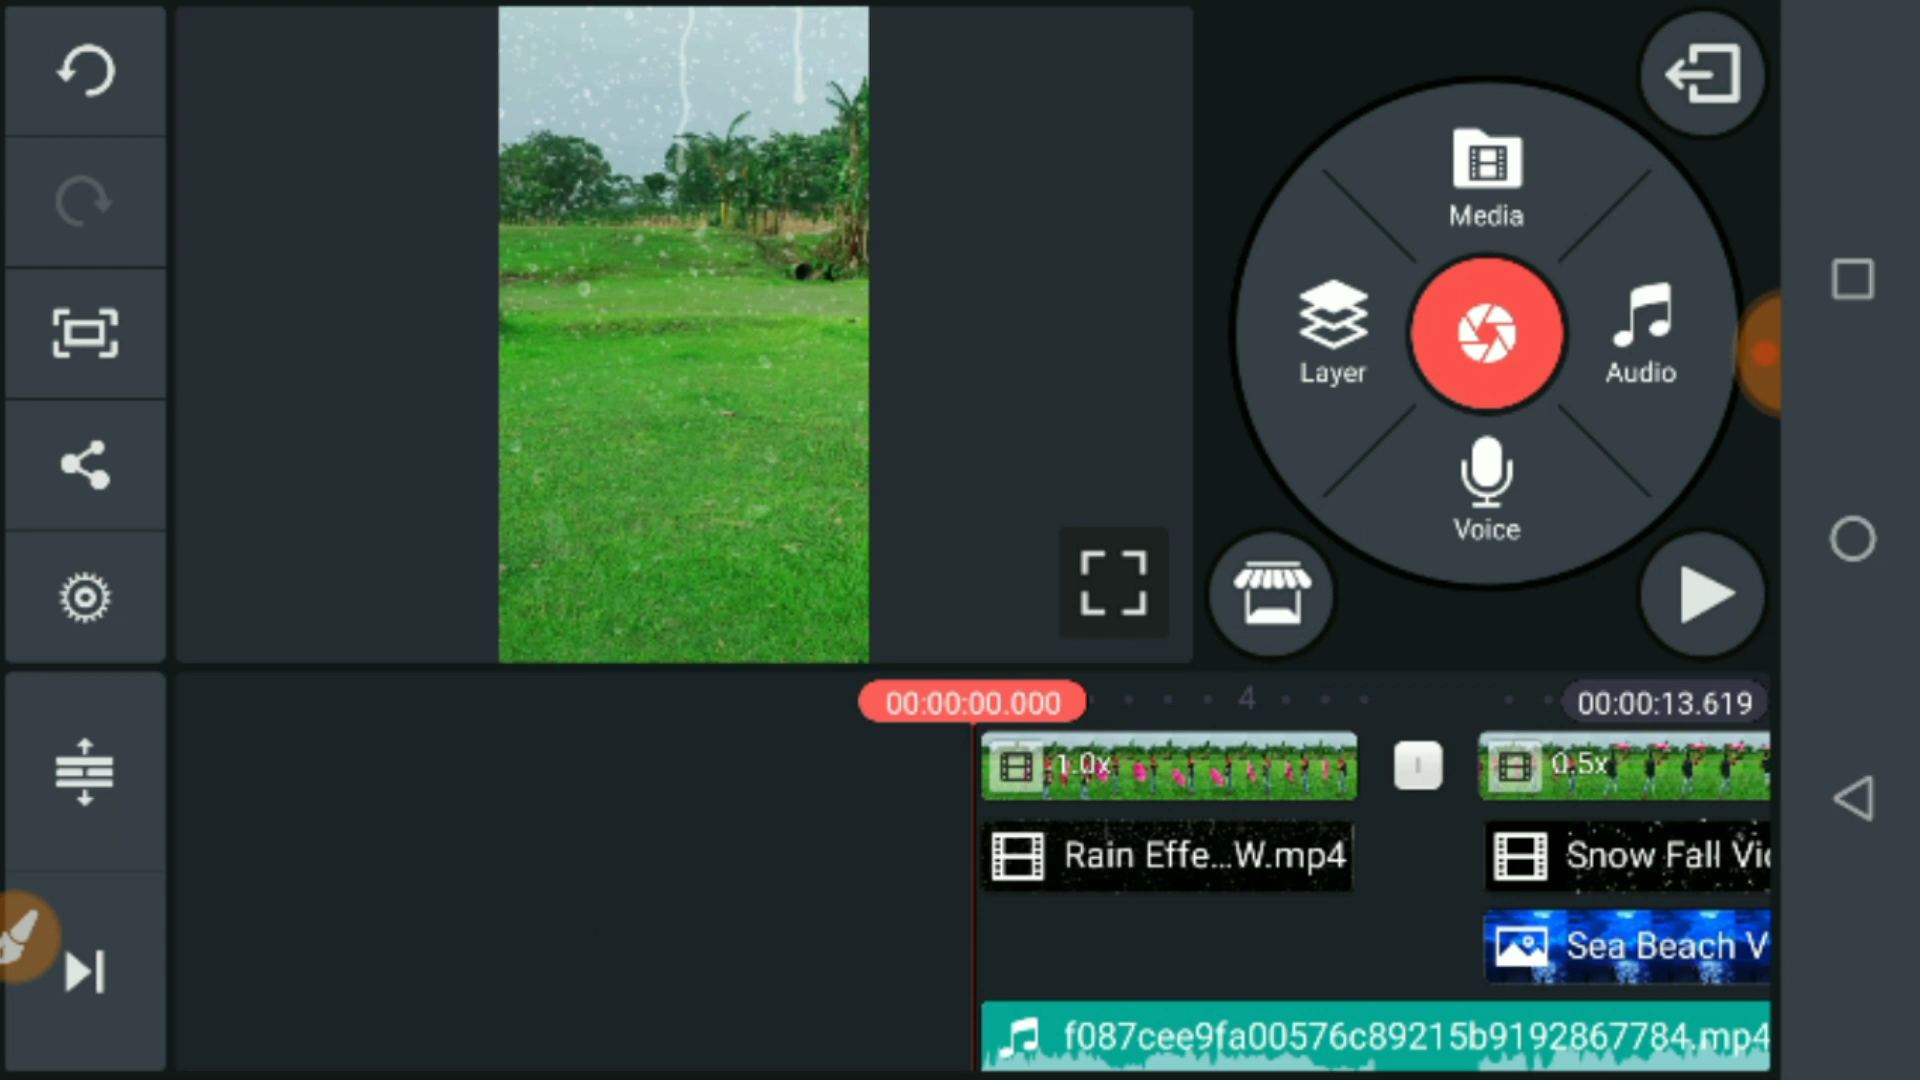 Media
Layer
Audio
Voice
00:00:00.000
4
00:00:13.619
1.0x
0.5x
Rain Effe...W.mp4
Snow Fall Vi
Sea Beach V
f087cee9fa00576c89215b9192867784.mp4